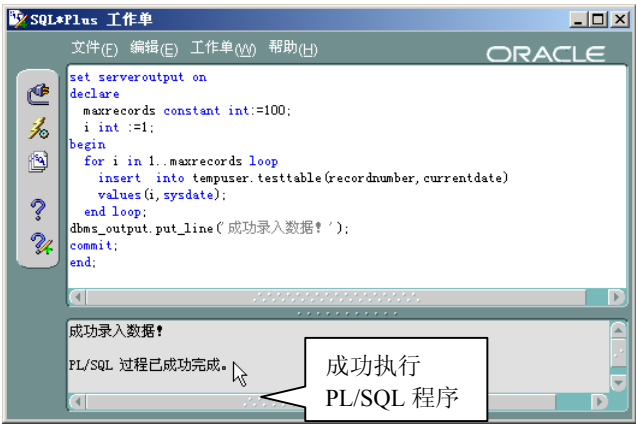 SQL*Plus 工作单
文件(F) 编辑(E) 工作单(W) 帮助(H)
ORACLE
set serveroutput on
declare
maxrecords constant int:=100;
i int :=1;
begin
for i in 1..maxrecords loop
insert into tempuser.testtable(recordnumber,currentdate)
values(i,sysdate);
end loop;
dbms_output.put_line('成功录入数据!');
commit;
end;
成功录入数据!
PL/SQL 过程已成功完成。
成功执行
PL/SQL 程序